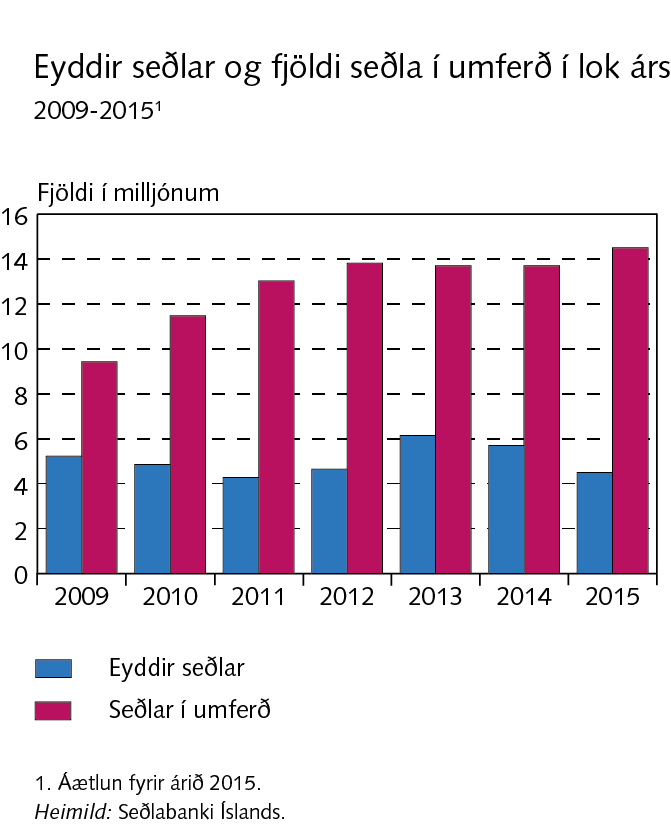 Eyddir seðlar og fjöldi seðla í umferð í lok árs
2009-2015¹
Fjöldi í milljónum
16
14
12
10
8
6
4
2
0
2009 2010 2011 2012 2013 2014 2015
Eyddir seðlar
Seðlar í umferð
1. Áætlun fyrir árið 2015.
Heimild: Seðlabanki Íslands.